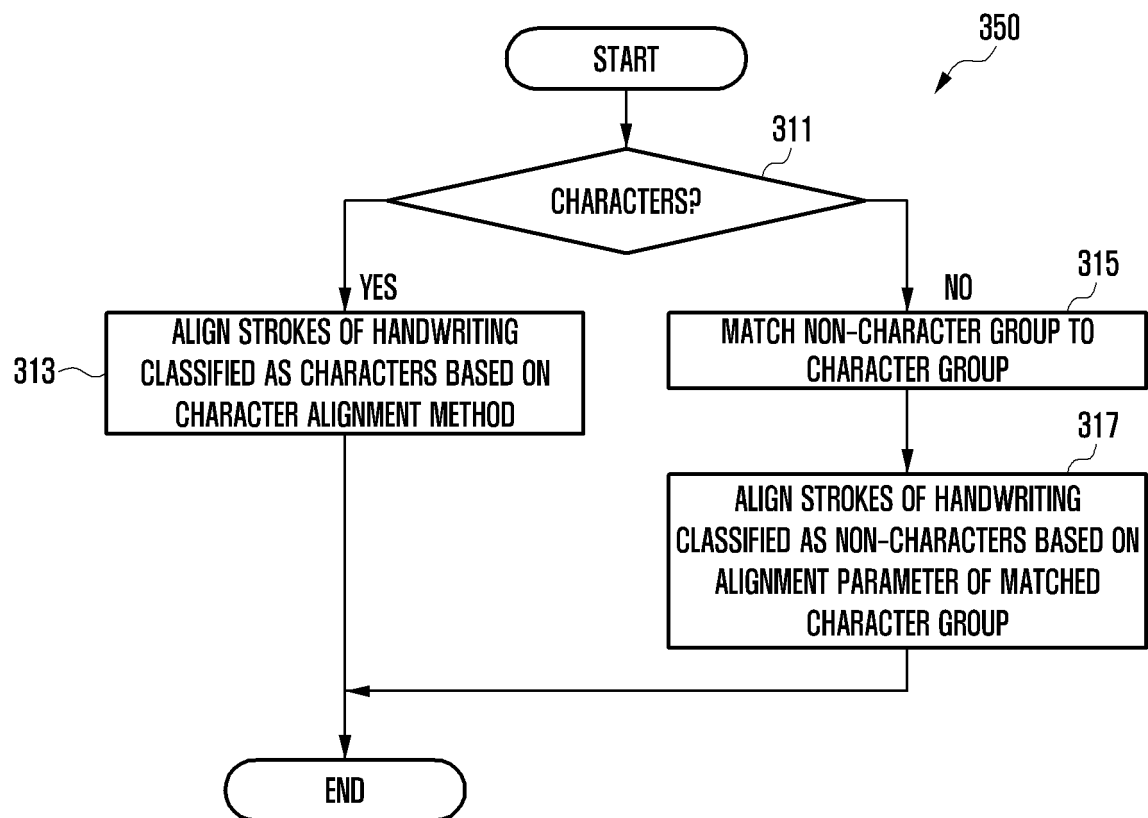 START
350
311
CHARACTERS?
YES
NO
315
313
ALIGN STROKES OF HANDWRITING
CLASSIFIED AS CHARACTERS BASED ON
CHARACTER ALIGNMENT METHOD
MATCH NON-CHARACTER GROUP TO
CHARACTER GROUP
317
ALIGN STROKES OF HANDWRITING
CLASSIFIED AS NON-CHARACTERS BASED ON
ALIGNMENT PARAMETER OF MATCHED
CHARACTER GROUP
END